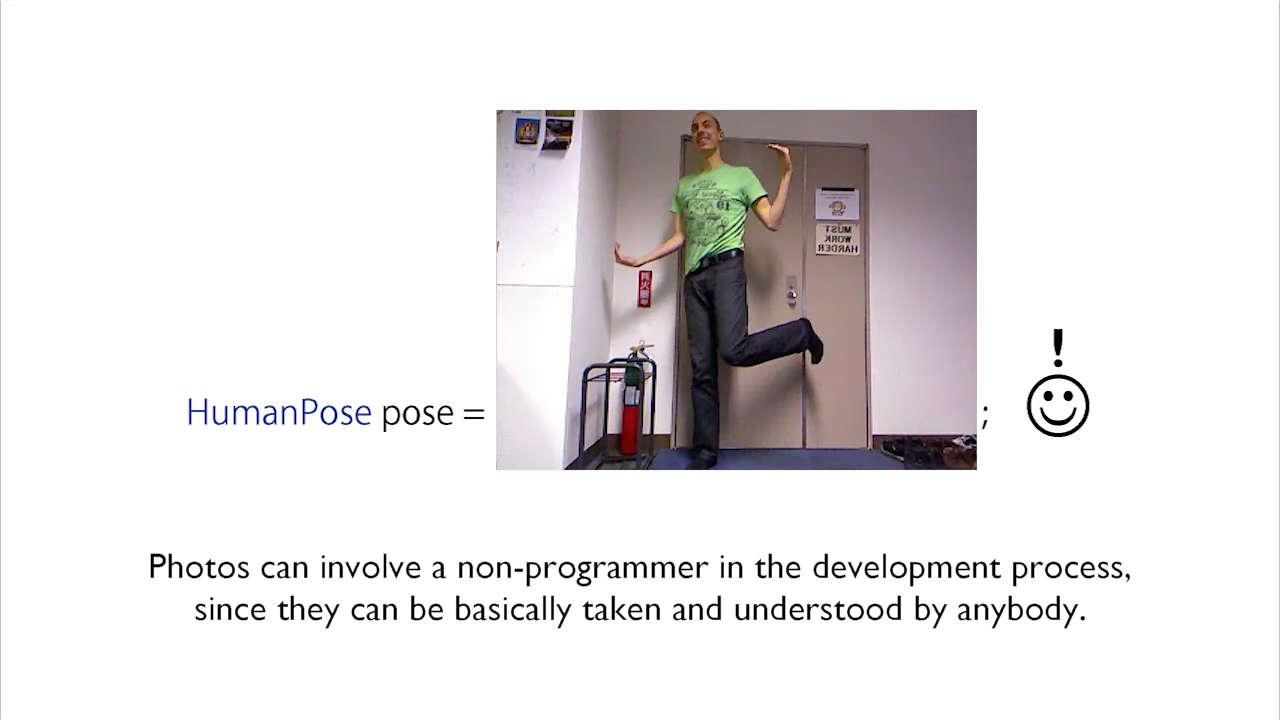 MUST
WORK
HARDER
HumanPose pose = ;
Photos can involve a non-programmer in the development process,
since they can be basically taken and understood by anybody.